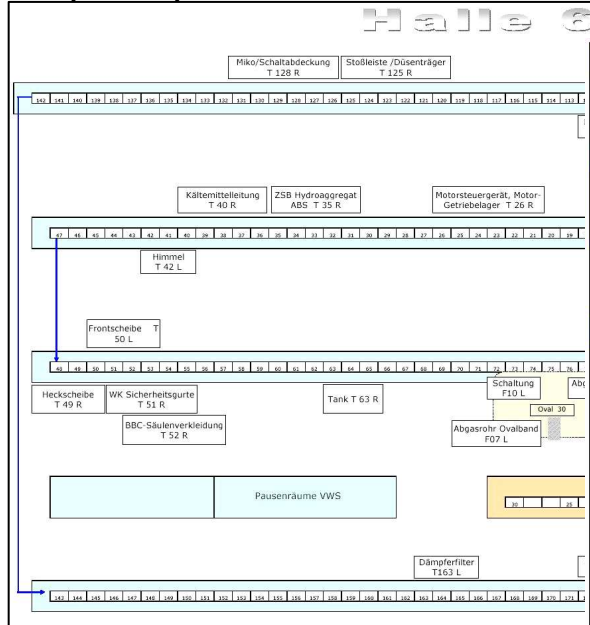 Halle 6
Miko/Schaltabdeckung
T 128 R
Stoßleiste /Düsenträger
T 125 R
142 141 140 139 138 137 136 135 134 133 132 131 130 129 128 127 126 125 124 123 122 121 120 119 118 117 116 115 114 113
Kältemittelleitung
T 40 R
ZSB Hydroaggregat
ABS T 35 R
Motorsteuergerät, Motor-
Getriebelager T 26 R
47 46 45 44 43 42 41 40 39 38 37 36 35 34 33 32 31 30 29 28 27 26 25 24 23 22 21 20 19
Himmel
T 42 L
Frontscheibe T
50 L
48 49 50 51 52 53 54 55 56 57 58 59 60 61 62 63 64 65 66 67 68 69 70 71 72 73 74 75 76
Heckscheibe
T 49 R
WK Sicherheitsgurte
T 51 R
BBC-Säulenverkleidung
T 52 R
Tank T 63 R
Schaltung
F10 L
Oval 30
Abgasrohr Ovalband
F07 L
Pausenräume VWS
Dämpferfilter
T163 L
143 144 145 146 147 148 149 150 151 152 153 154 155 156 157 158 159 160 161 162 163 164 165 166 167 168 169 170 171